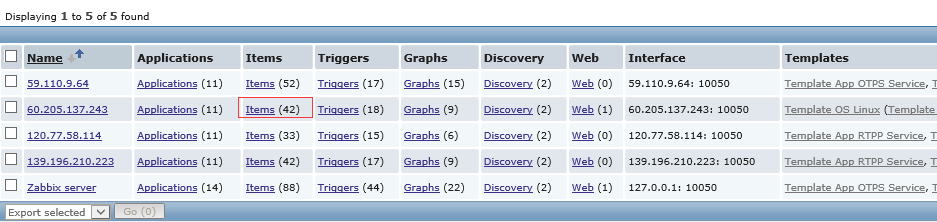 Displaying 1 to 5 of 5 found
Name Applications Items Triggers Graphs Discovery Web Interface Templates
59.110.9.64 Applications (11) Items (52) Triggers (17) Graphs (15) Discovery (2) Web (0) 59.110.9.64: 10050 Template App OTPS Service,
60.205.137.243 Applications (11) Items (42) Triggers (18) Graphs (9) Discovery (2) Web (1) 60.205.137.243: 10050 Template OS Linux (Template
120.77.58.114 Applications (11) Items (33) Triggers (15) Graphs (6) Discovery (2) Web (0) 120.77.58.114: 10050 Template App RTPP Service,
139.196.210.223 Applications (11) Items (42) Triggers (17) Graphs (9) Discovery (2) Web (0) 139.196.210.223: 10050 Template App RTPP Service,
Zabbix server Applications (14) Items (88) Triggers (44) Graphs (22) Discovery (2) Web (1) 127.0.0.1: 10050 Template App OTPS Service,
Export selected Go (0)